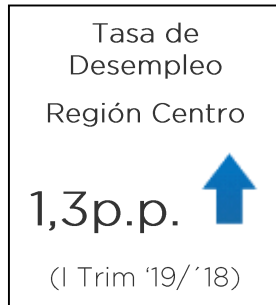 Tasa de
Desempleo
Región Centro
1,3p.p.
(I Trim ‘19/´18)